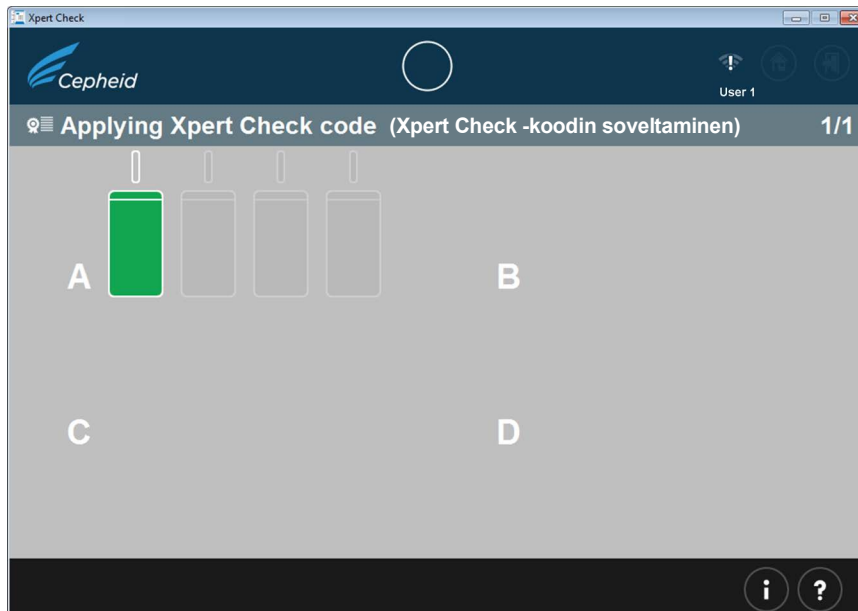 Xpert Check
Cepheid
User 1
Applying Xpert Check code (Xpert Check -koodin soveltaminen) 1/1
A
B
C
D
i ?